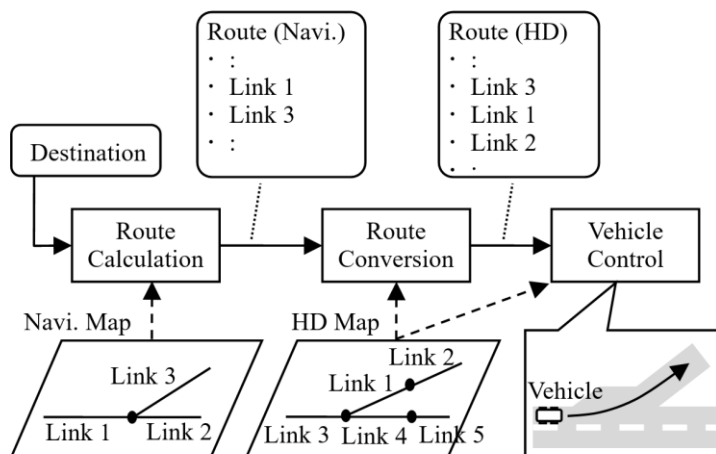 Route (Navi.)
· :
· Link 1
· Link 3
· :
Route (HD)
· :
· Link 3
· Link 1
· Link 2
· :
Destination
Route
Calculation
Route
Conversion
Vehicle
Control
Navi. Map
Link 3
Link 1
Link 2
HD Map
Link 2
Link 1
Link 3
Link 4
Link 5
Vehicle